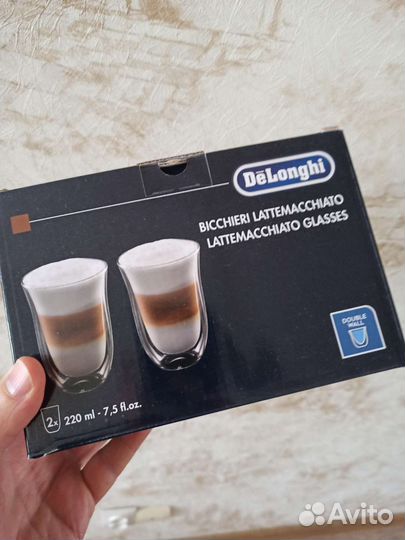 DeLonghi
BICCHIERI LATTEMACCHIATO
LATTEMACCHIATO GLASSES
DOUBLE
WALL
2x 220 ml - 7,5 fl.oz.
Avito